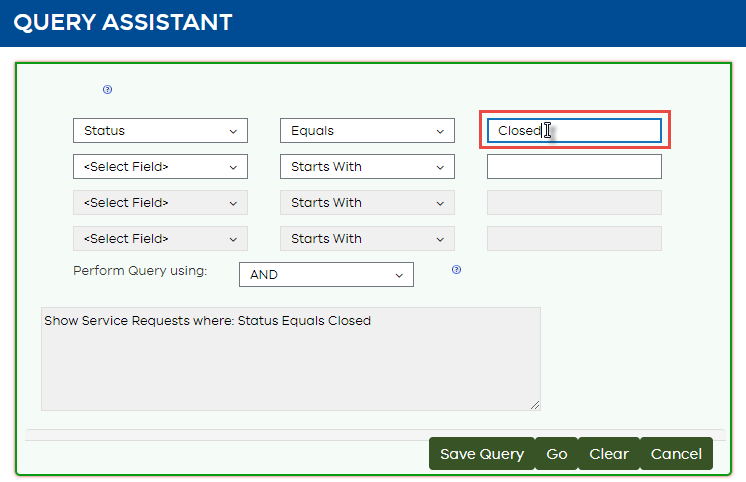 QUERY ASSISTANT
?
Status Equals Closed
<Select Field> Starts With
<Select Field> Starts With
<Select Field> Starts With
Perform Query using: AND ?
Show Service Requests where: Status Equals Closed
Save Query Go Clear Cancel